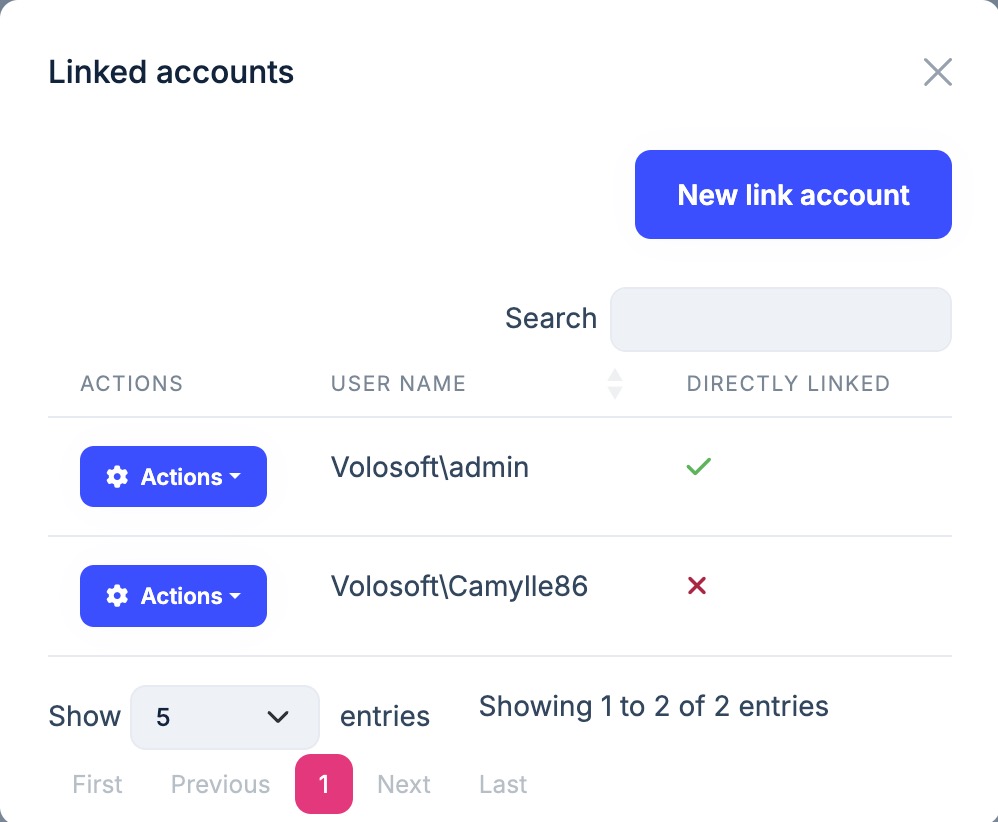 Linked accounts
New link account
Search
ACTIONS USER NAME DIRECTLY LINKED
Actions Volosoft\admin
Actions Volosoft\Camylle86
Show 5 entries Showing 1 to 2 of 2 entries
First Previous 1 Next Last